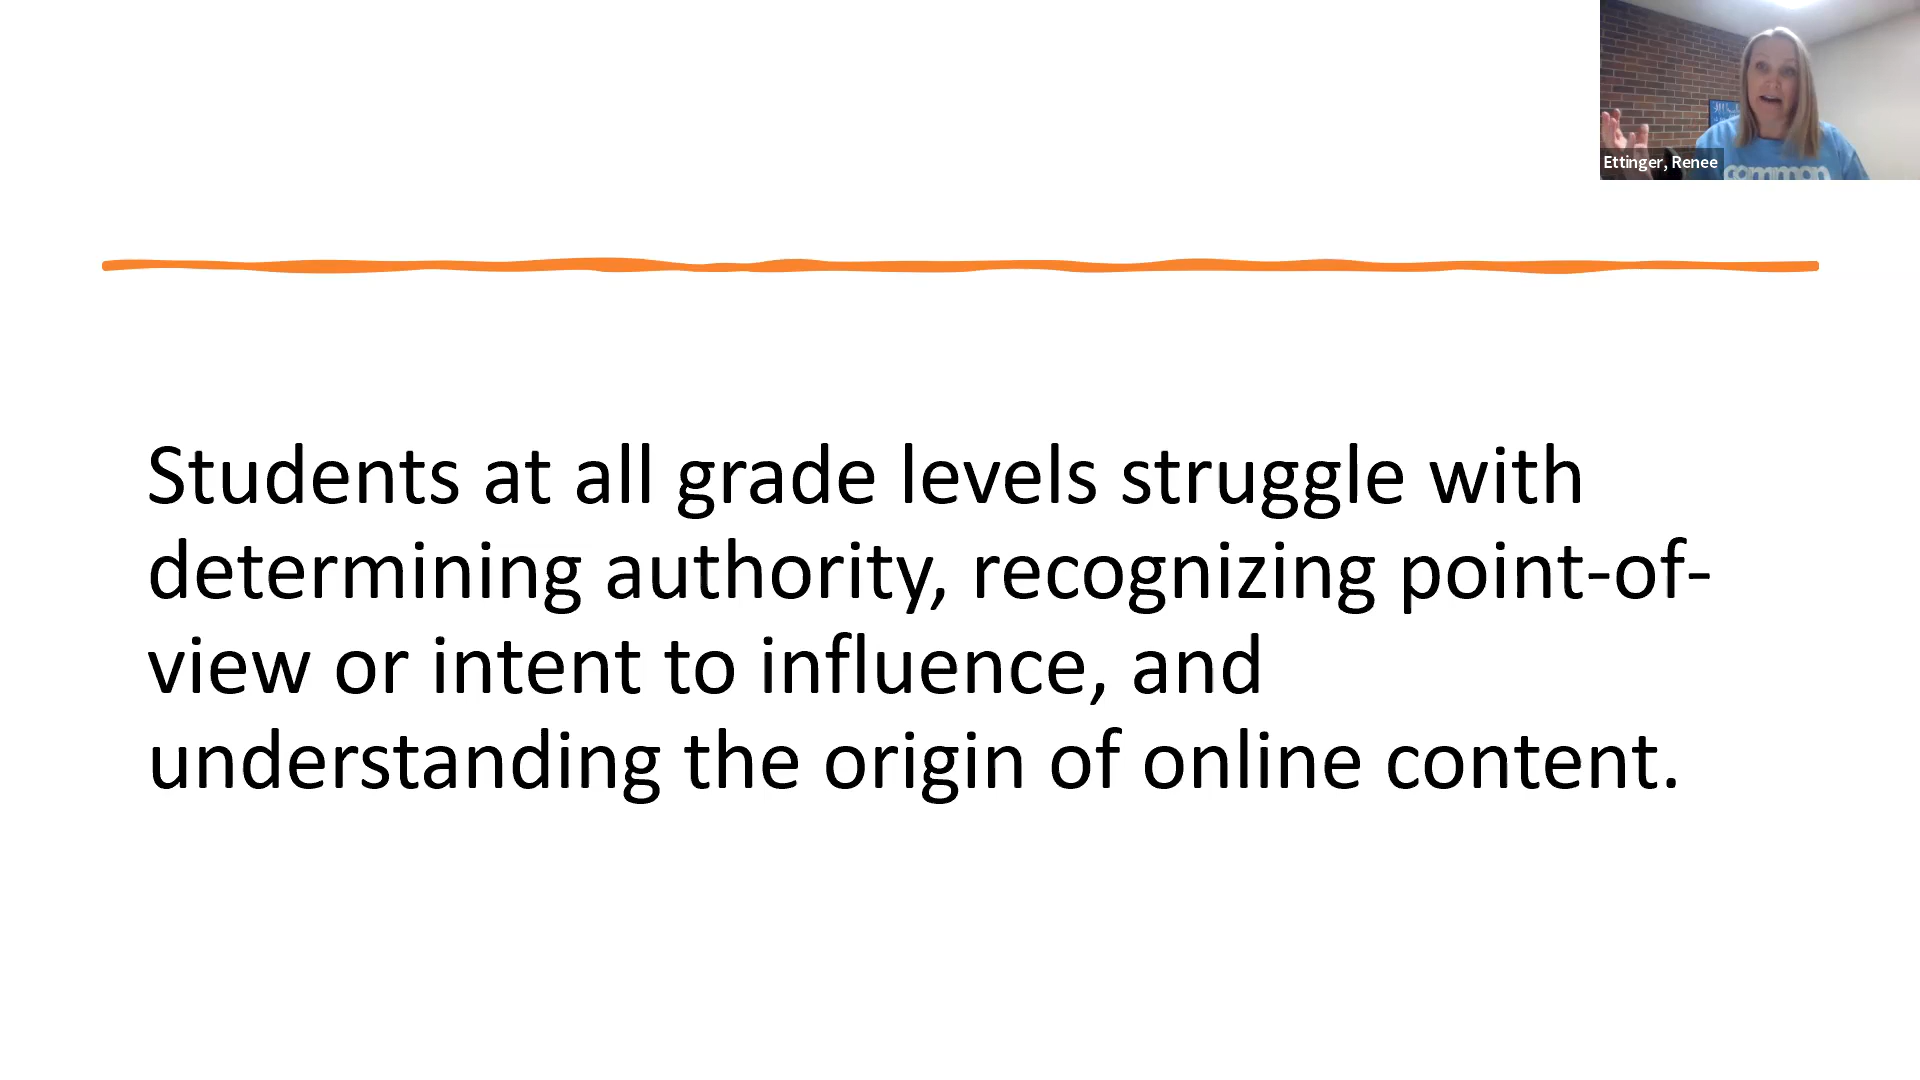 Ettinger, Renee
common
Students at all grade levels struggle with
determining authority, recognizing point-of-
view or intent to influence, and
understanding the origin of online content.